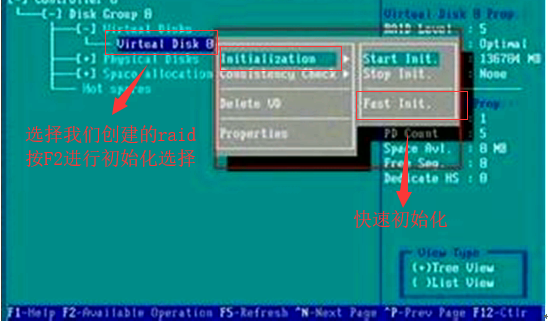 Controller 0
[-] Disk Group 0
[-] Virtual Disks
Virtual Disk 0
[+] Physical Disks
[+] Space allocation
Hot spares
Initialization
Consistency Check
Delete VD
Properties
Start Init.
Stop Init.
Fast Init.
选择我们创建的raid
按F2进行初始化选择
快速初始化
Virtual Disk 0 Prop.
RAID Level : 5
: Optimal
: 136704 MB
: None
Prop.
: 1
PD Count : 5
Space Avl. : 0 MB
Free Seg. : 0
Dedicate HS : 0
View Type
(•)Tree View
( )List View
F1-Help F2-Available Operation F5-Refresh ^N-Next Page ^P-Prev Page F12-Ctlr